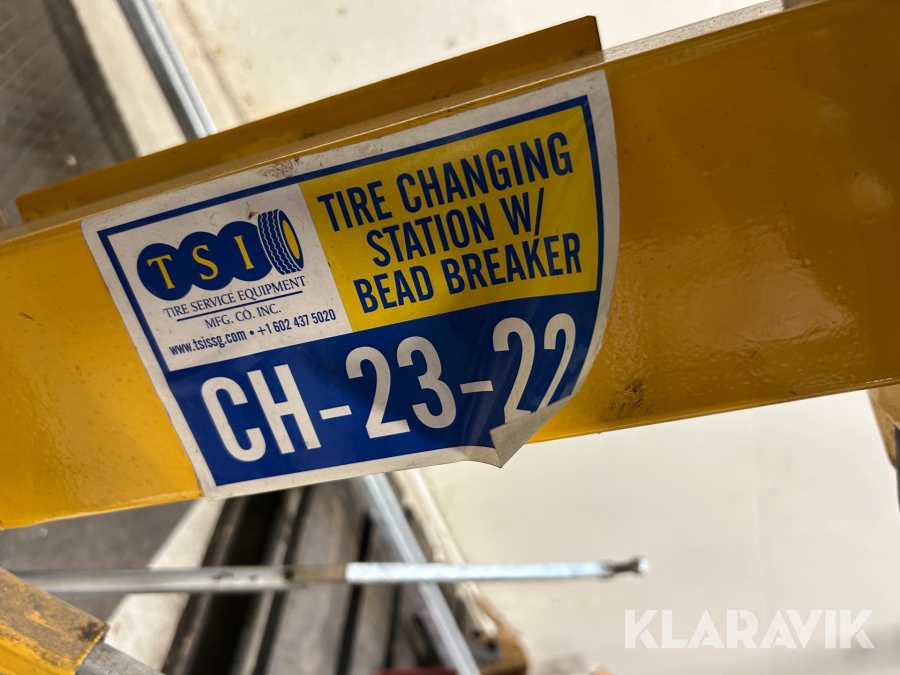 TSI
TIRE SERVICE EQUIPMENT
MFG. CO. INC.
www.tsissg.com • +1 602 437 5020
TIRE CHANGING
STATION W/
BEAD BREAKER
CH-23-22
KLARAVIK